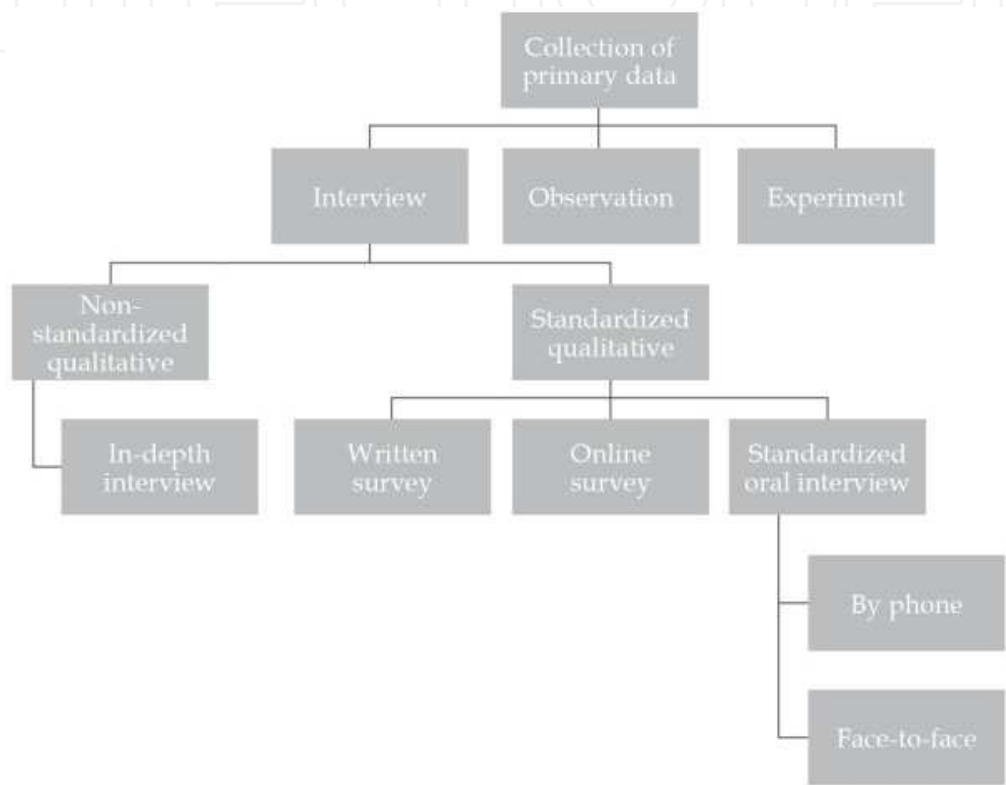 Collection of
primary data
Interview
Observation
Experiment
Non-
standardized
qualitative
Standardized
qualitative
In-depth
interview
Written
survey
Online
survey
Standardized
oral interview
By phone
Face-to-face